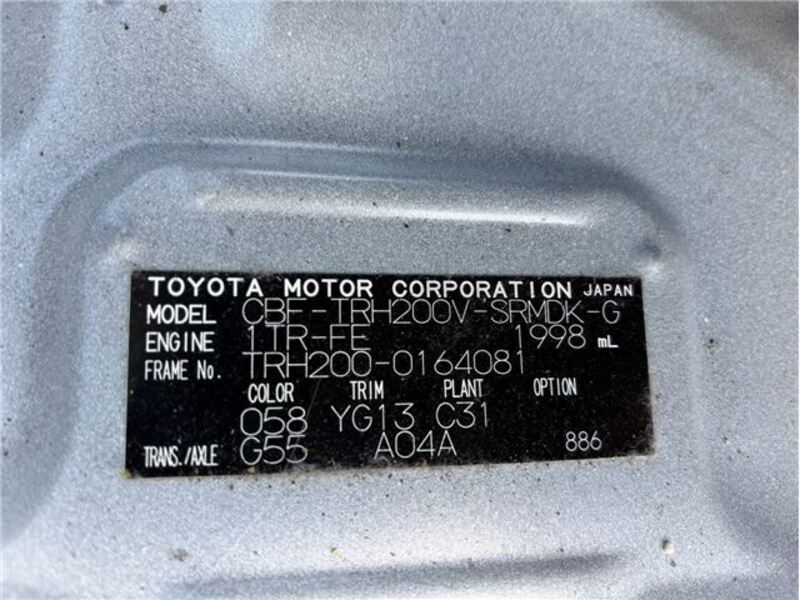 TOYOTA MOTOR CORPORATION JAPAN
MODEL CBF-TRH200V-SRMDK-G
ENGINE 1TR-FE 1998 mL
FRAME No. TRH200-0164081
COLOR TRIM PLANT OPTION
058 YG13 C31
TRANS./AXLE G55 A04A 886